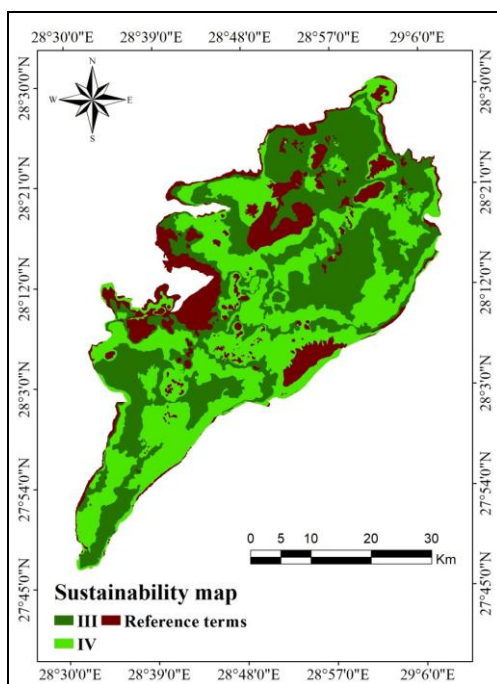 28°30'0"E 28°39'0"E 28°48'0"E 28°57'0"E 29°6'0"E
N
W E
S
28°30'0"N 28°30'0"N
28°21'0"N 28°21'0"N
28°12'0"N 28°12'0"N
28°3'0"N 28°3'0"N
27°54'0"N 27°54'0"N
27°45'0"N 27°45'0"N
0 5 10 20 30
Km
Sustainability map
III Reference terms
IV
28°30'0"E 28°39'0"E 28°48'0"E 28°57'0"E 29°6'0"E